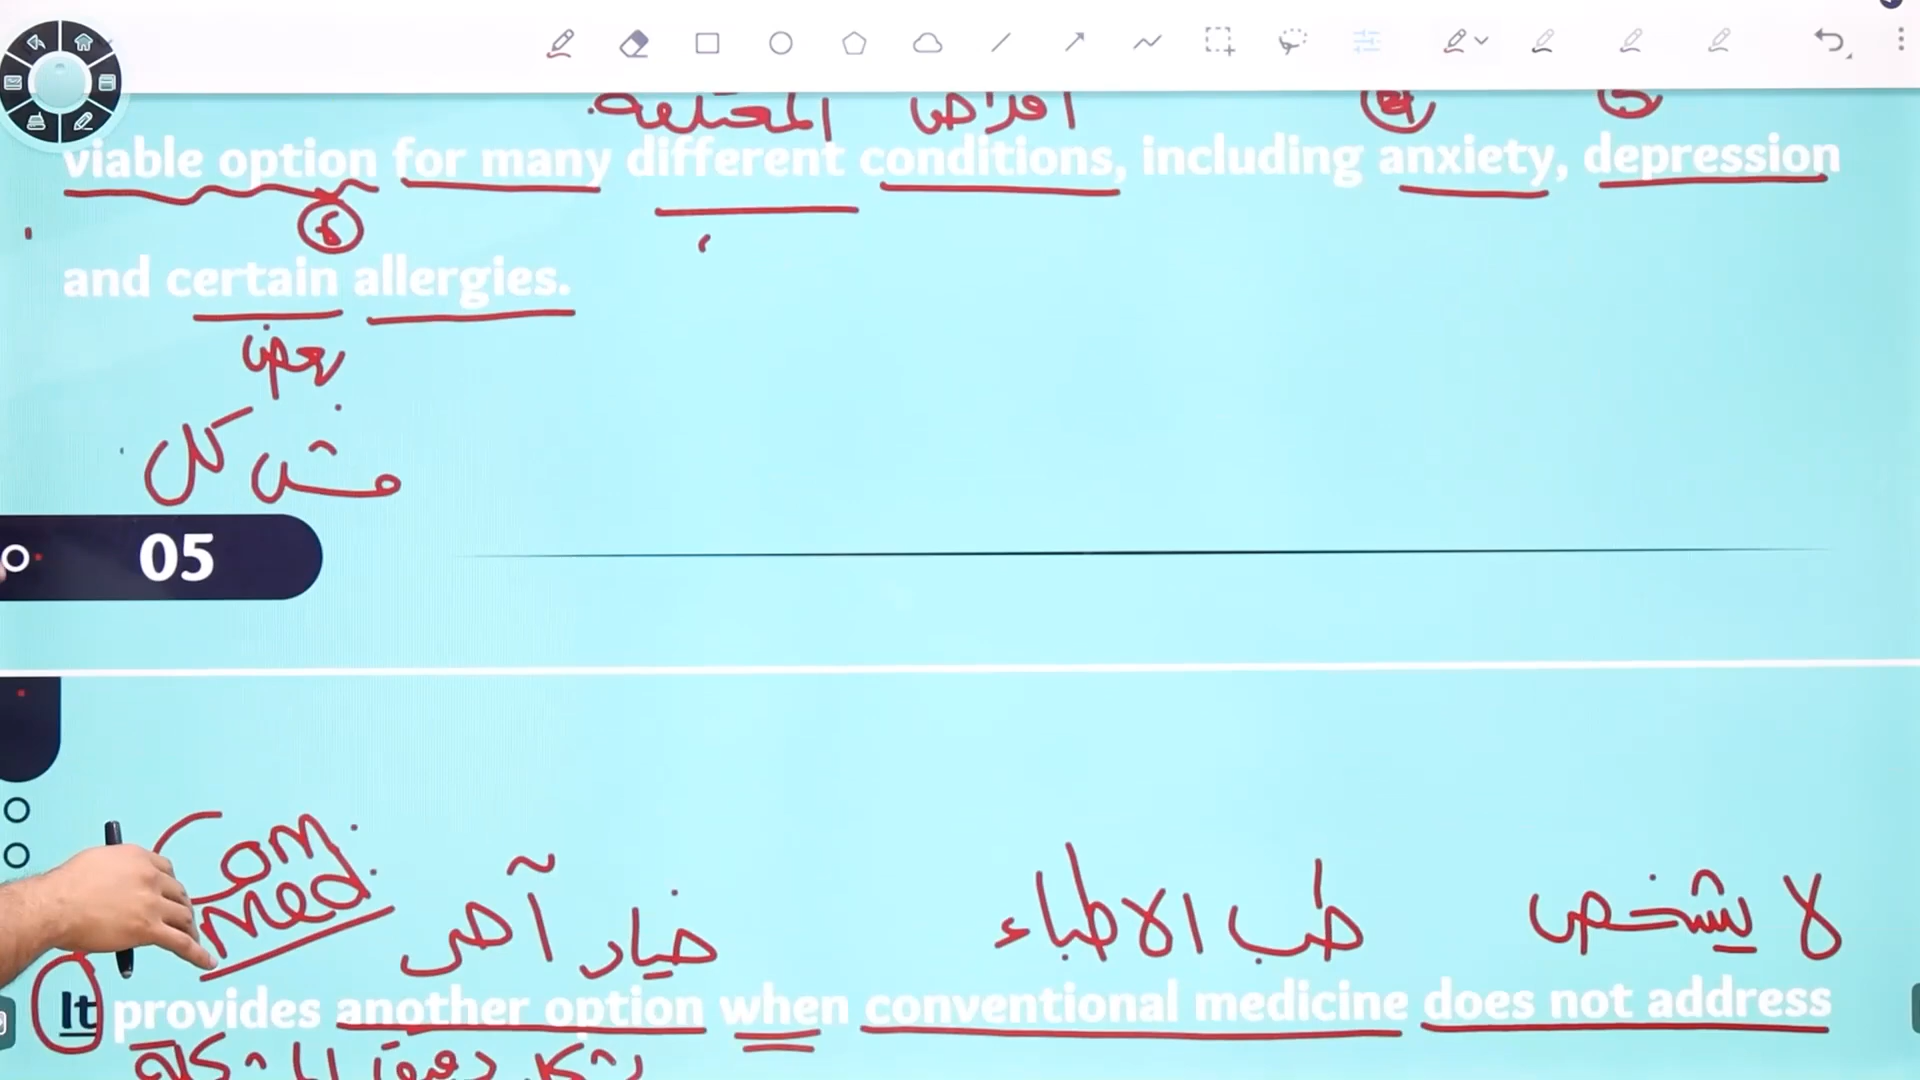 امراض المختلفة
viable option for many different conditions, including anxiety, depression
and certain allergies.
بعض
مش كل
05
Com
med
خيار آخر
طب الاطباء
لا يشخص
It provides another option when conventional medicine does not address